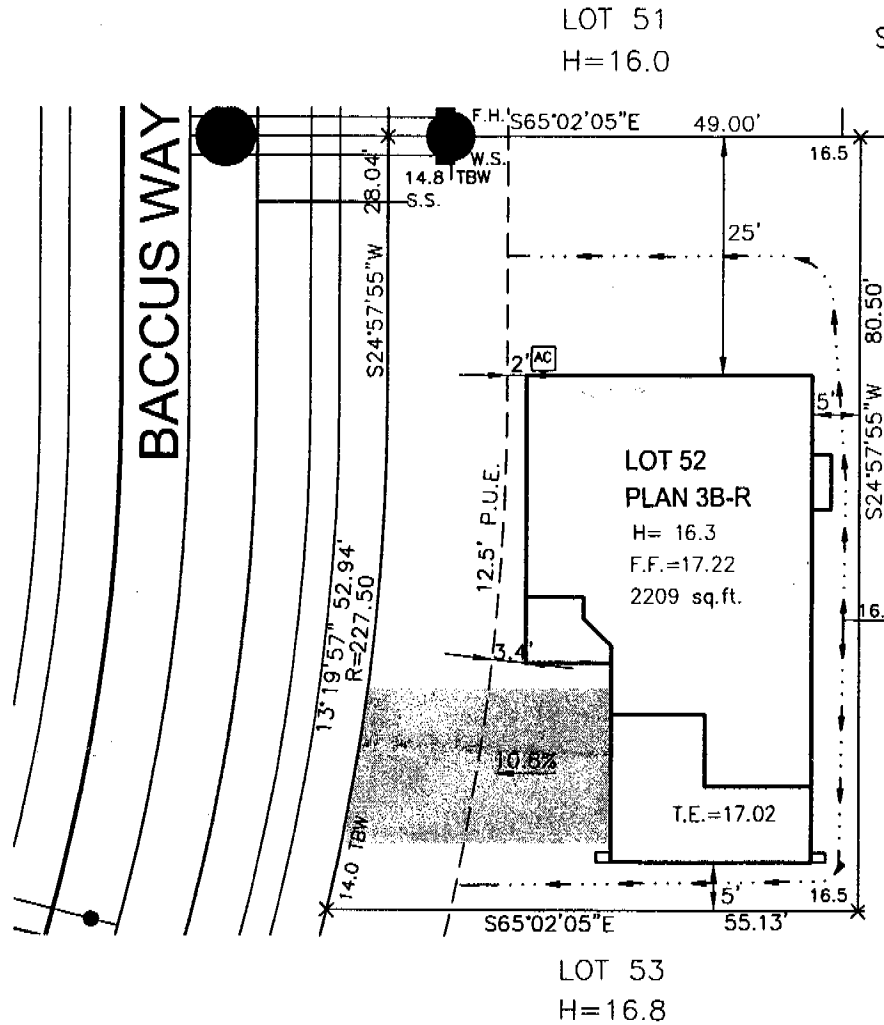 LOT 51
H=16.0
S
BACCUS WAY
F.H.
S65°02'05"E
49.00'
W.S.
16.5
14.8 TBW
28.04'
S.S.
S24°57'55"W
25'
80.50'
S24°57'55"W
2'
AC
5'
LOT 52
PLAN 3B-R
H= 16.3
F.F.=17.22
2209 sq.ft.
12.5' P.U.E.
16.
13°19'57" 52.94'
R=227.50
3.4'
10.8%
T.E.=17.02
14.0 TBW
5'
16.5
S65°02'05"E
55.13'
LOT 53
H=16.8